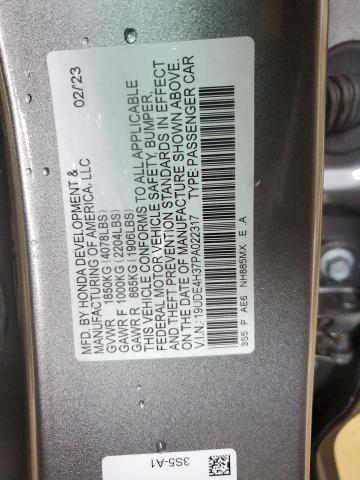 MFD. BY HONDA DEVELOPMENT & 02/'23
MANUFACTURING OF AMERICA, LLC
GVWR 1850KG (4078LBS)
GAWR F 1000KG (2204LBS)
GAWR R 865KG (1906LBS)
THIS VEHICLE CONFORMS TO ALL APPLICABLE
FEDERAL MOTOR VEHICLE SAFETY, BUMPER,
AND THEFT PREVENTION STANDARDS IN EFFECT
ON THE DATE OF MANUFACTURE SHOWN ABOVE.
V.I.N.: 19UDE4H37PA022317 TYPE: PASSENGER CAR
3S5 P AE6 NH885MX E A
3S5-A1